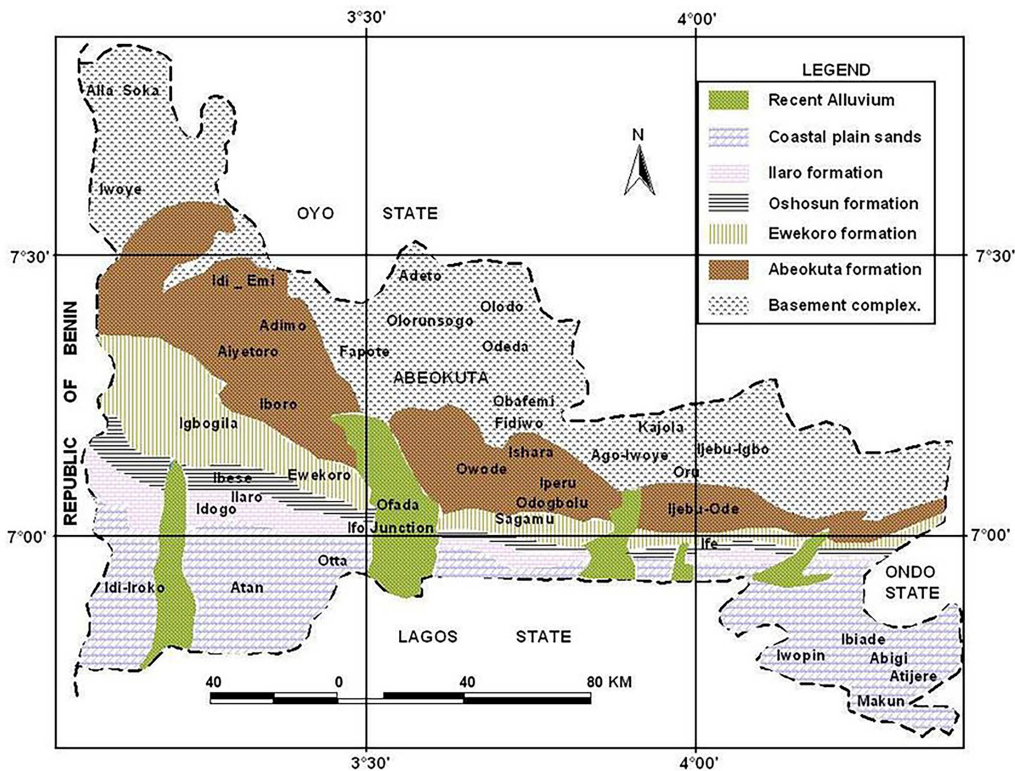 3°30'
4°00'
LEGEND
Recent Alluvium
Coastal plain sands
Ilaro formation
Oshosun formation
Ewekoro formation
Abeokuta formation
Basement complex.
N
Alla Soka
Iwoye
OYO STATE
7°30'
7°30'
Adeto
Idi _ Emi
Olodo
Olorunsogo
Adimo
Odeda
Aiyetoro
Fapote
ABEOKUTA
REPUBLIC OF BENIN
Iboro
Obafemi
Igbogila
Fidiwo
Kajola
Ishara
Ago-Iwoye
Ijebu-Igbo
Owode
Oru
Ibese
Ewekoro
Iperu
Ilaro
Odogbolu
Idogo
Ofada
Ijebu-Ode
Sagamu
Ifo Junction
7°00'
7°00'
Ife
Otta
Idi-Iroko
Atan
ONDO
STATE
LAGOS STATE
Ibiade
Iwopin
Abigi
Atijere
Makun
40 0 40 80 KM
3°30'
4°00'